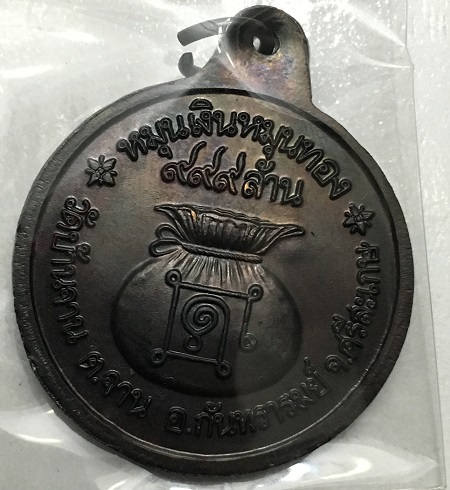 หมุนเงินหมุนทอง
๙๙๙ ล้าน
๑
วัดบ้านจาน ต.จาน อ.กันทรารมย์ จ.ศรีสะเกษ